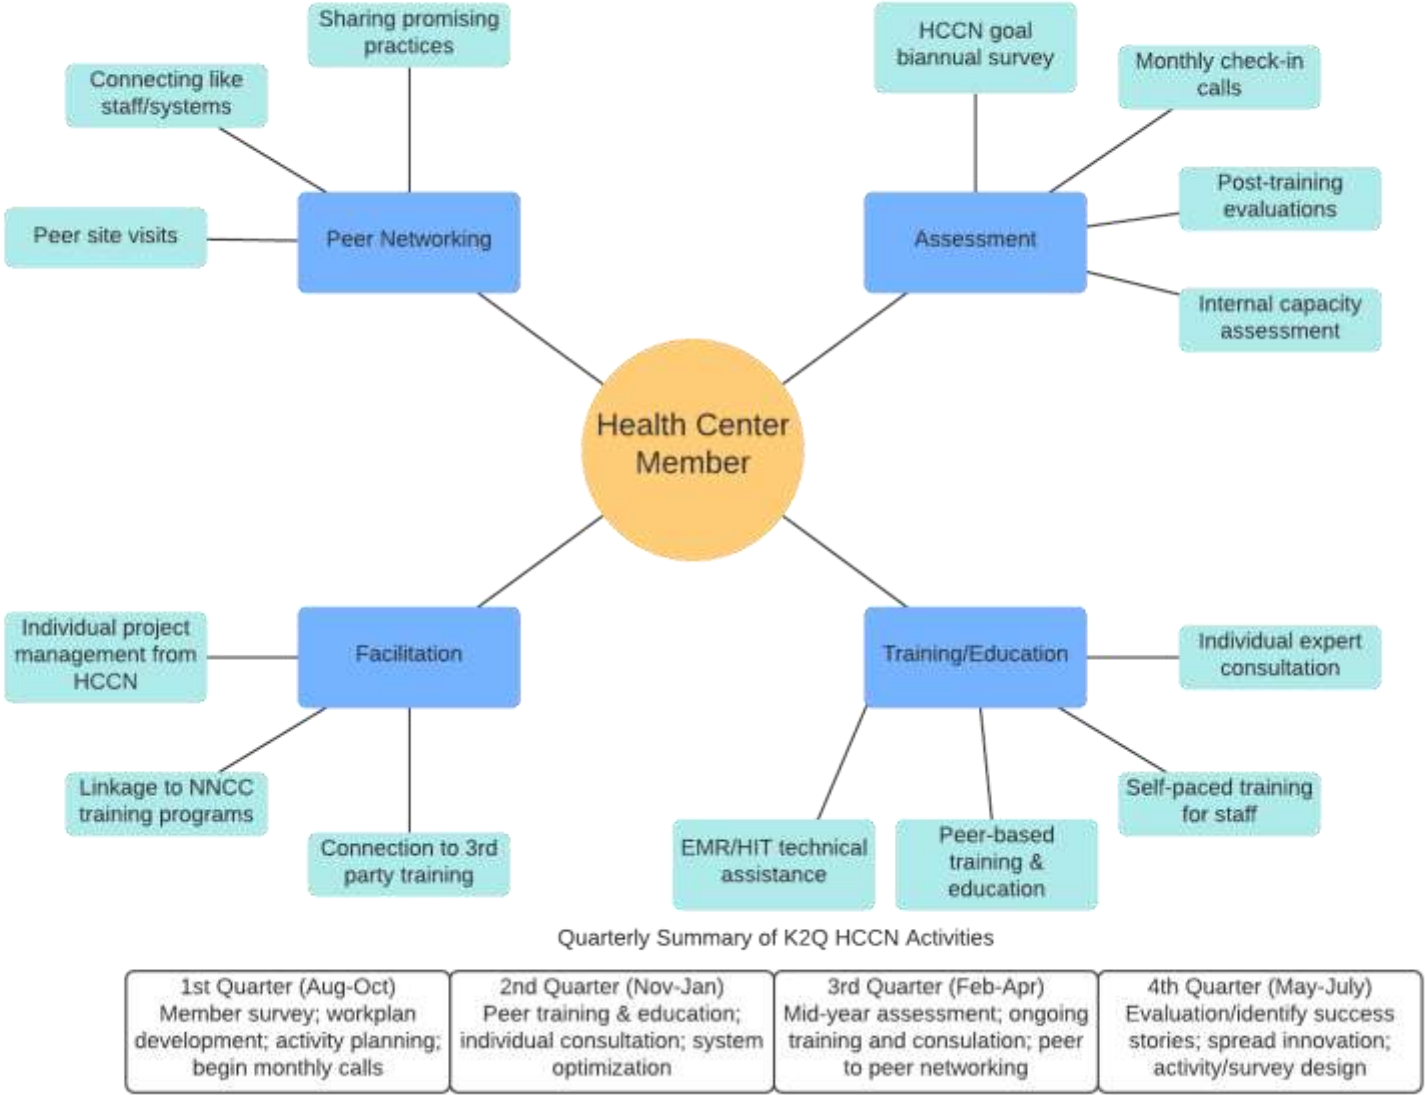 Sharing promising
practices
Connecting like
staff/systems
Peer site visits
Peer Networking
HCCN goal
biannual survey
Monthly check-in
calls
Post-training
evaluations
Internal capacity
assessment
Assessment
Health Center
Member
Individual project
management from
HCCN
Facilitation
Linkage to NNCC
training programs
Connection to 3rd
party training
Training/Education
Individual expert
consultation
Self-paced training
for staff
EMR/HIT technical
assistance
Peer-based
training &
education
Quarterly Summary of K2Q HCCN Activities
1st Quarter (Aug-Oct)
Member survey; workplan
development; activity planning;
begin monthly calls
2nd Quarter (Nov-Jan)
Peer training & education;
individual consultation; system
optimization
3rd Quarter (Feb-Apr)
Mid-year assessment; ongoing
training and consulation; peer
to peer networking
4th Quarter (May-July)
Evaluation/identify success
stories; spread innovation;
activity/survey design